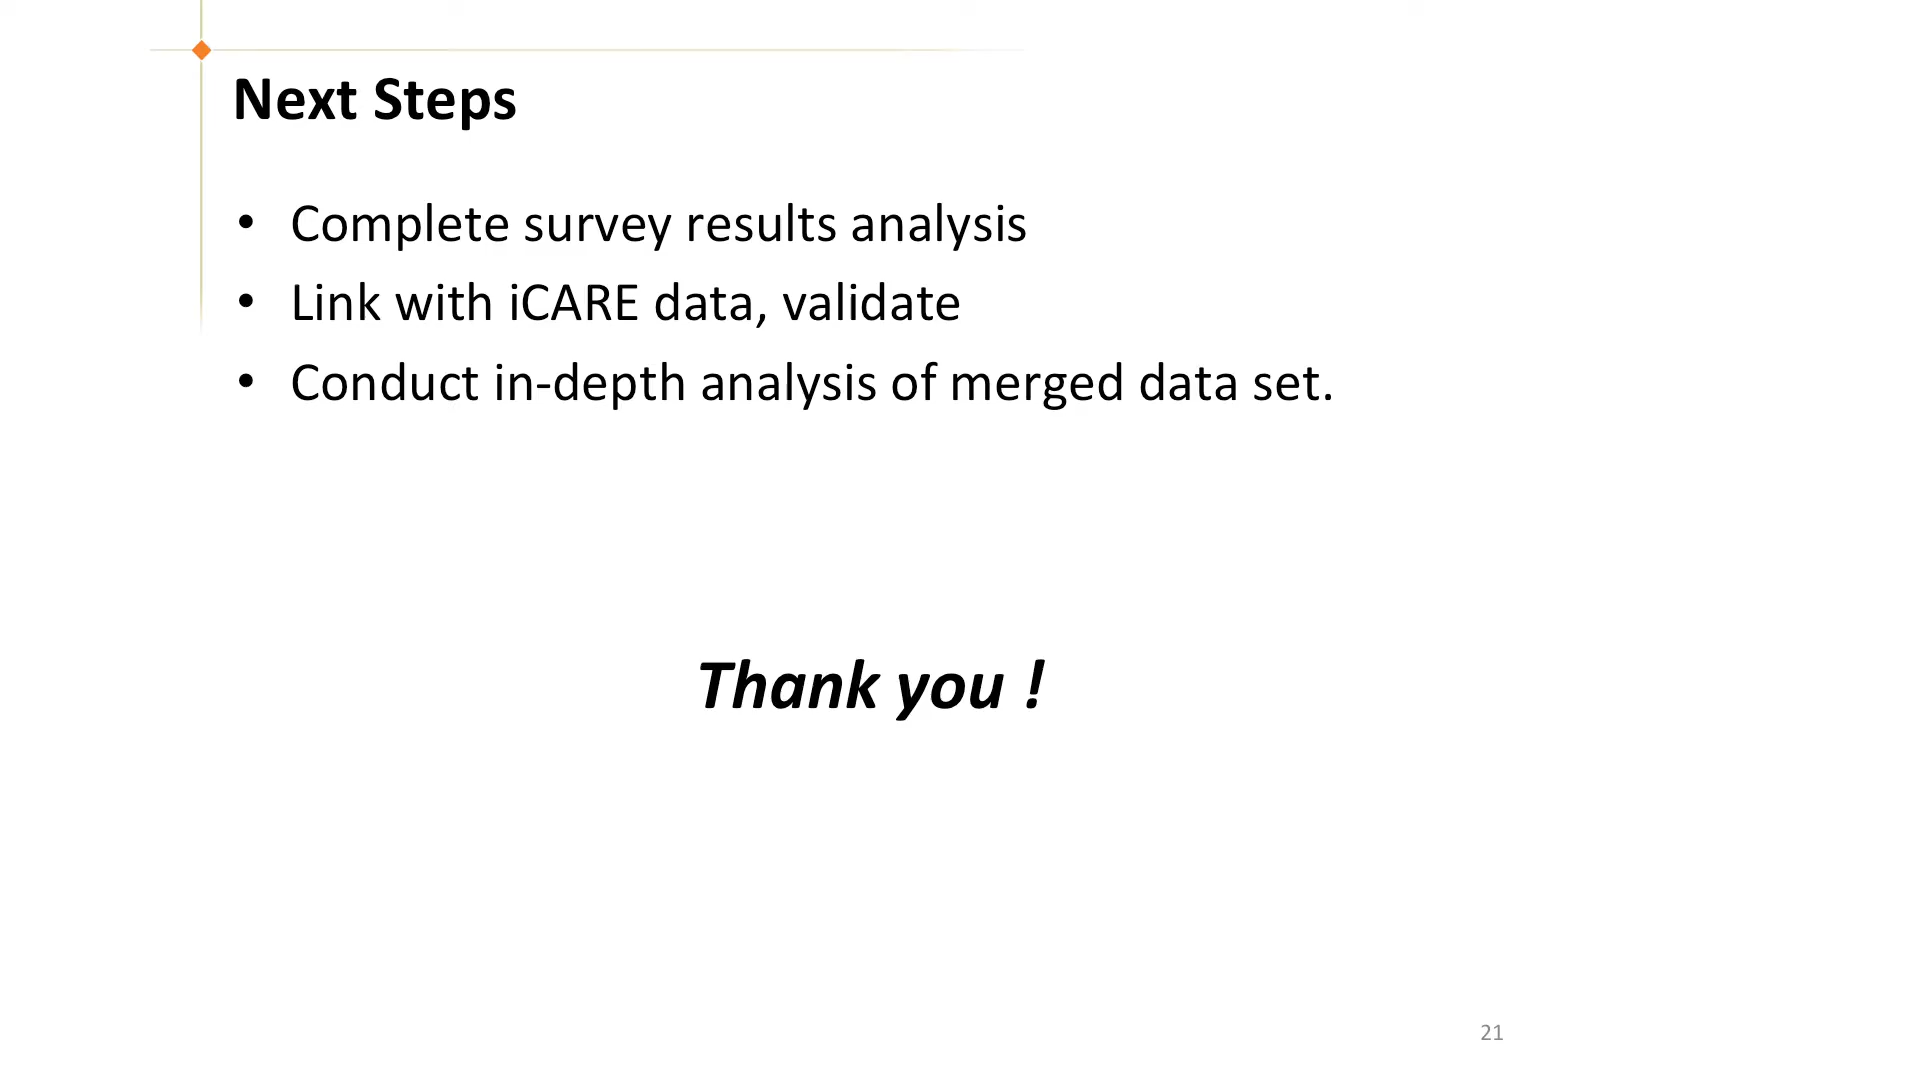 Next Steps
• Complete survey results analysis
• Link with iCARE data, validate
• Conduct in-depth analysis of merged data set.
Thank you !
21